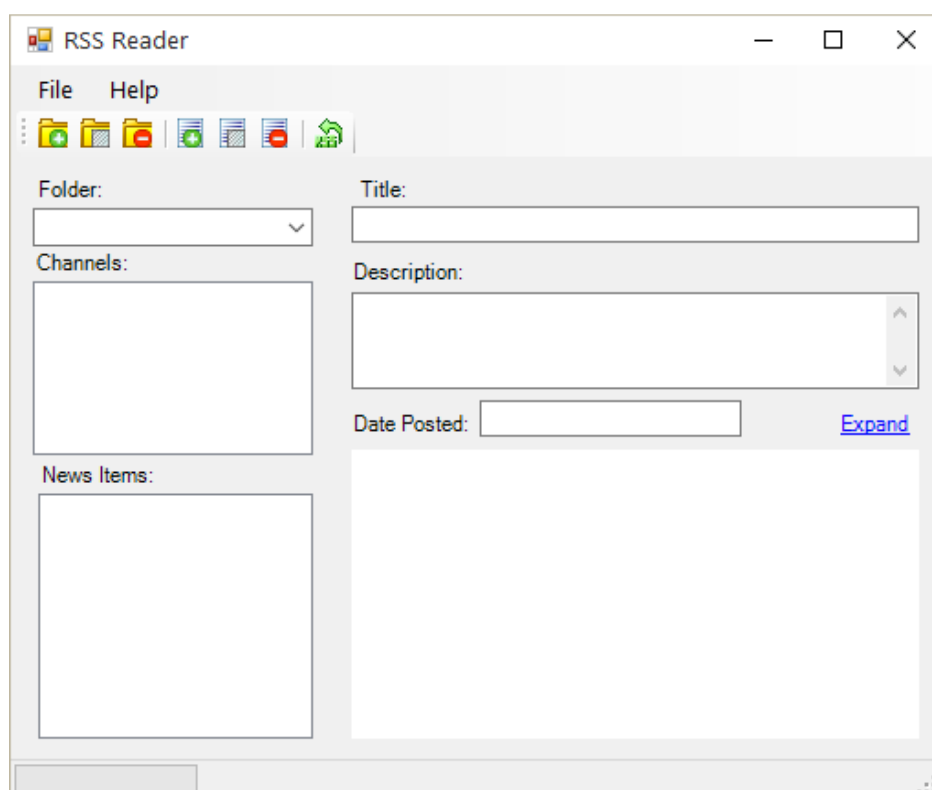 RSS Reader
File Help
Folder:
Title:
Channels:
Description:
Date Posted:
Expand
News Items: